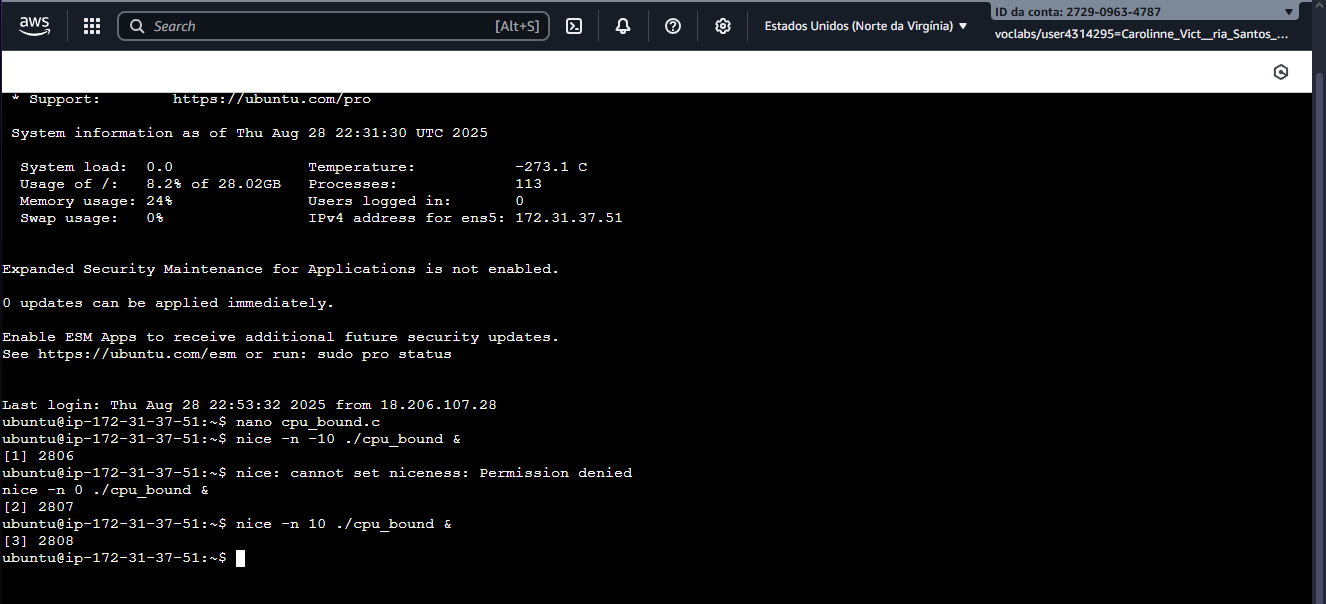 aws
Search [Alt+S]
Estados Unidos (Norte da Virgínia)
ID da conta: 2729-0963-4787
voclabs/user4314295=Carolinne_Vict__ria_Santos_...
* Support: https://ubuntu.com/pro
System information as of Thu Aug 28 22:31:30 UTC 2025
System load: 0.0 Temperature: -273.1 C
Usage of /: 8.2% of 28.02GB Processes: 113
Memory usage: 24% Users logged in: 0
Swap usage: 0% IPv4 address for ens5: 172.31.37.51
Expanded Security Maintenance for Applications is not enabled.
0 updates can be applied immediately.
Enable ESM Apps to receive additional future security updates.
See https://ubuntu.com/esm or run: sudo pro status
Last login: Thu Aug 28 22:53:32 2025 from 18.206.107.28
ubuntu@ip-172-31-37-51:~$ nano cpu_bound.c
ubuntu@ip-172-31-37-51:~$ nice -n -10 ./cpu_bound &
[1] 2806
ubuntu@ip-172-31-37-51:~$ nice: cannot set niceness: Permission denied
nice -n 0 ./cpu_bound &
[2] 2807
ubuntu@ip-172-31-37-51:~$ nice -n 10 ./cpu_bound &
[3] 2808
ubuntu@ip-172-31-37-51:~$